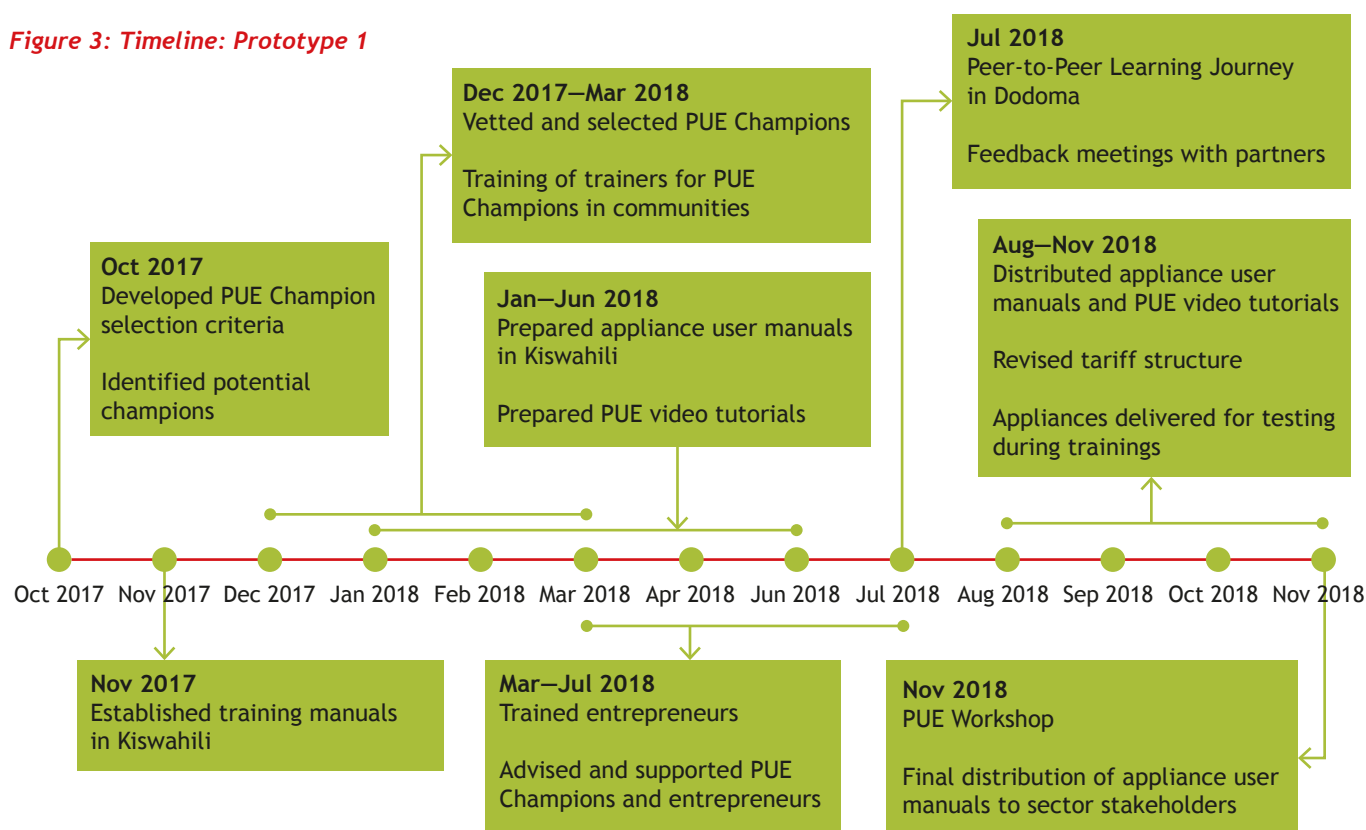 Figure 3: Timeline: Prototype 1
Oct 2017
Developed PUE Champion
selection criteria
Identified potential
champions
Dec 2017—Mar 2018
Vetted and selected PUE Champions
Training of trainers for PUE
Champions in communities
Jan—Jun 2018
Prepared appliance user manuals
in Kiswahili
Prepared PUE video tutorials
Jul 2018
Peer-to-Peer Learning Journey
in Dodoma
Feedback meetings with partners
Aug—Nov 2018
Distributed appliance user
manuals and PUE video tutorials
Revised tariff structure
Appliances delivered for testing
during trainings
Oct 2017 Nov 2017 Dec 2017 Jan 2018 Feb 2018 Mar 2018 Apr 2018 Jun 2018 Jul 2018 Aug 2018 Sep 2018 Oct 2018 Nov 2018
Nov 2017
Established training manuals
in Kiswahili
Mar—Jul 2018
Trained entrepreneurs
Advised and supported PUE
Champions and entrepreneurs
Nov 2018
PUE Workshop
Final distribution of appliance user
manuals to sector stakeholders